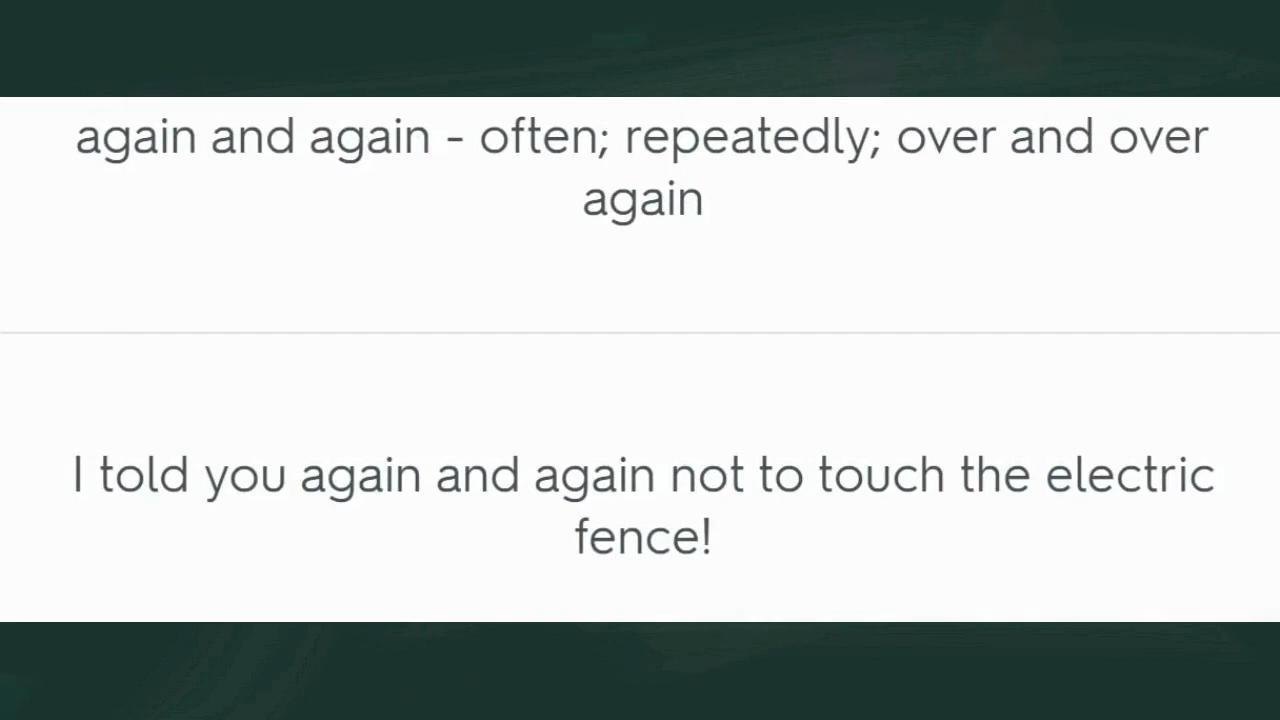 again and again - often; repeatedly; over and over
again
I told you again and again not to touch the electric
fence!